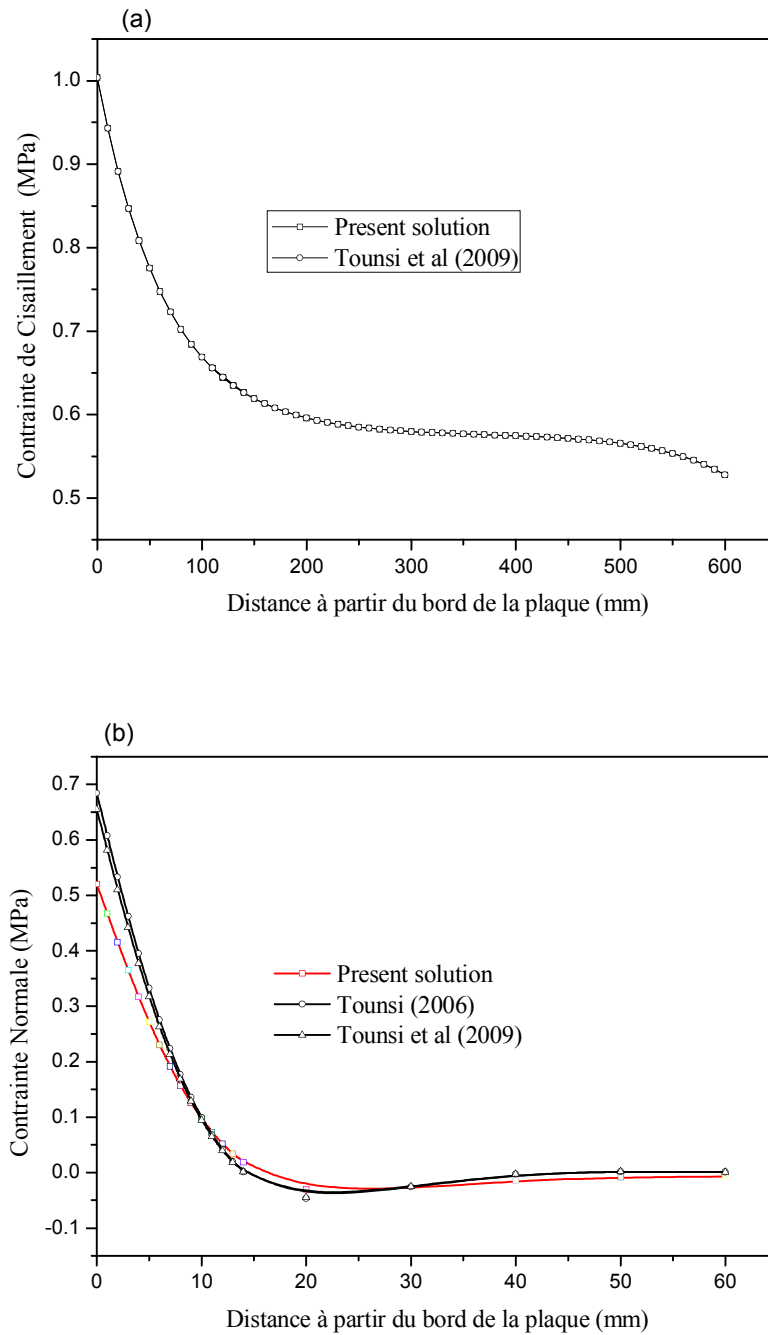 (a)
1.0
0.9
0.8
0.7
0.6
0.5
Contrainte de Cisaillement (MPa)
Present solution
Tounsi et al (2009)
0 100 200 300 400 500 600
Distance à partir du bord de la plaque (mm)
(b)
0.7
0.6
0.5
0.4
0.3
0.2
0.1
0.0
-0.1
Contrainte Normale (MPa)
Present solution
Tounsi (2006)
Tounsi et al (2009)
0 10 20 30 40 50 60
Distance à partir du bord de la plaque (mm)